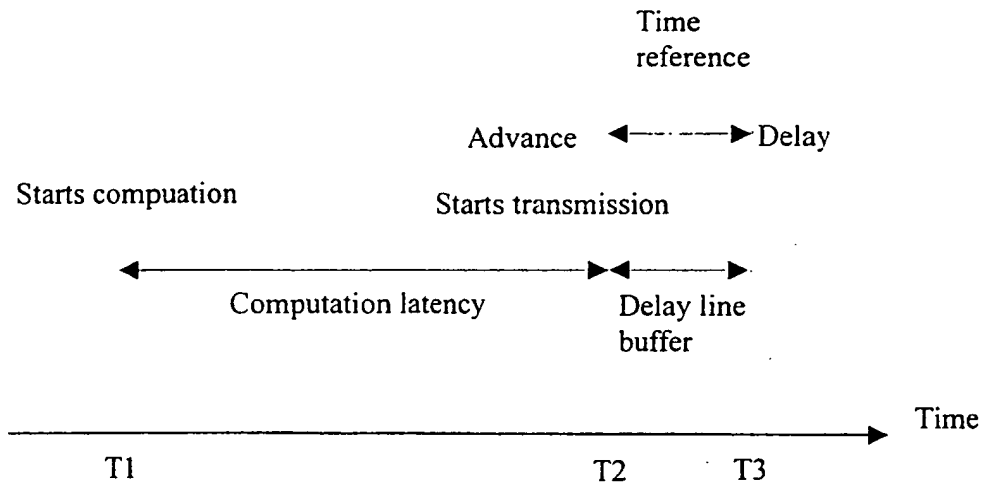 Time
reference
Advance
Delay
Starts compuation
Starts transmission
Computation latency
Delay line
buffer
Time
T1
T2
T3